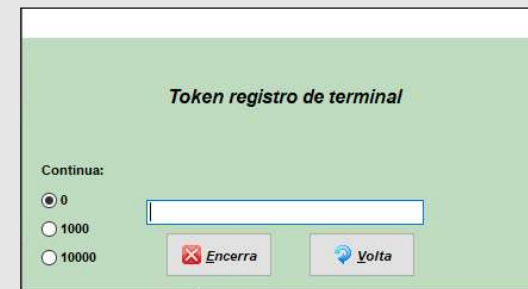 Token registro de terminal
Continua:
0
1000
10000
Encerra
Volta